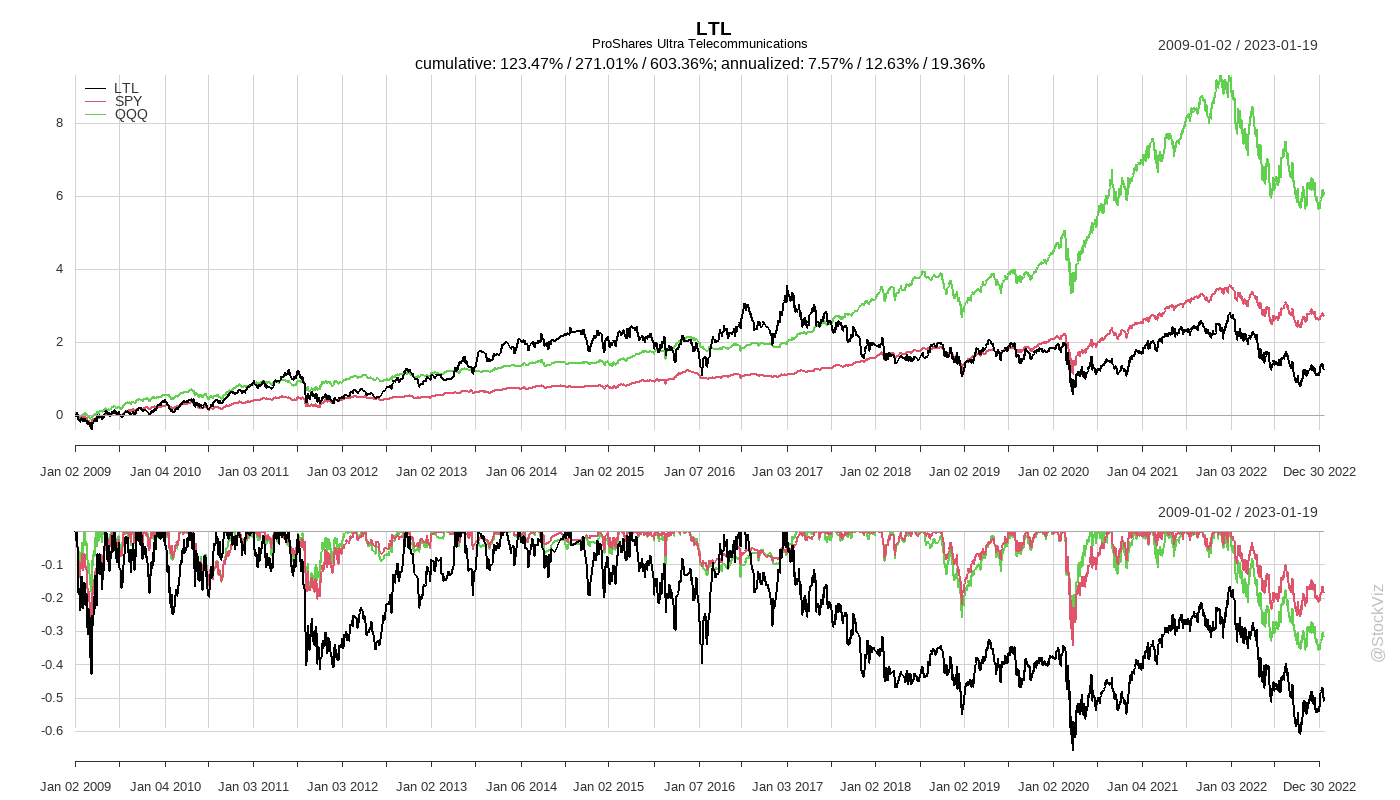 LTL
ProShares Ultra Telecommunications
2009-01-02 / 2023-01-19
cumulative: 123.47% / 271.01% / 603.36%; annualized: 7.57% / 12.63% / 19.36%
LTL
SPY
QQQ
8
6
4
2
0
Jan 02 2009 Jan 04 2010 Jan 03 2011 Jan 03 2012 Jan 02 2013 Jan 06 2014 Jan 02 2015 Jan 07 2016 Jan 03 2017 Jan 02 2018 Jan 02 2019 Jan 02 2020 Jan 04 2021 Jan 03 2022 Dec 30 2022
2009-01-02 / 2023-01-19
-0.1
-0.2
-0.3
-0.4
-0.5
-0.6
Jan 02 2009 Jan 04 2010 Jan 03 2011 Jan 03 2012 Jan 02 2013 Jan 06 2014 Jan 02 2015 Jan 07 2016 Jan 03 2017 Jan 02 2018 Jan 02 2019 Jan 02 2020 Jan 04 2021 Jan 03 2022 Dec 30 2022
@StockViz